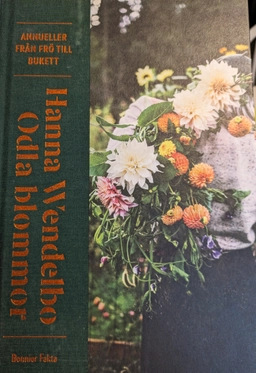 ANNUELLER
FRÅN FRÖ TILL
BUKETT
Hanna Wendelbo
Odla blommor
Bonnier Fakta